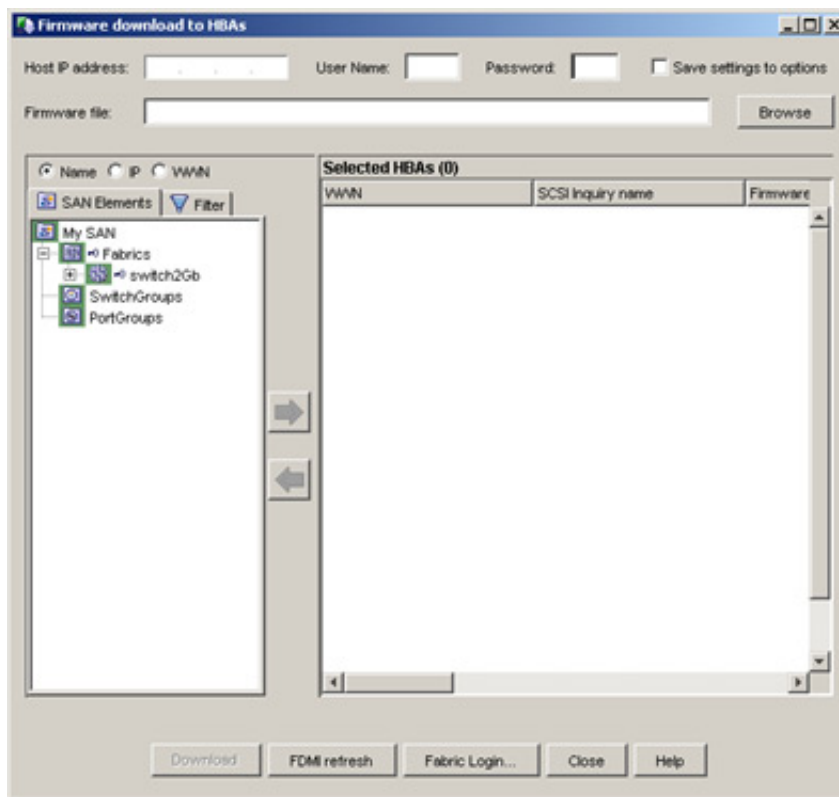 Firmware download to HBAs
Host IP address: . . . User Name: Password: Save settings to options
Firmware file: Browse
Name IP WWN
Selected HBAs (0)
SAN Elements Filter
WWN SCSI Inquiry name Firmware
My SAN
Fabrics
switch2Gb
SwitchGroups
PortGroups
Download FDMI refresh Fabric Login... Close Help